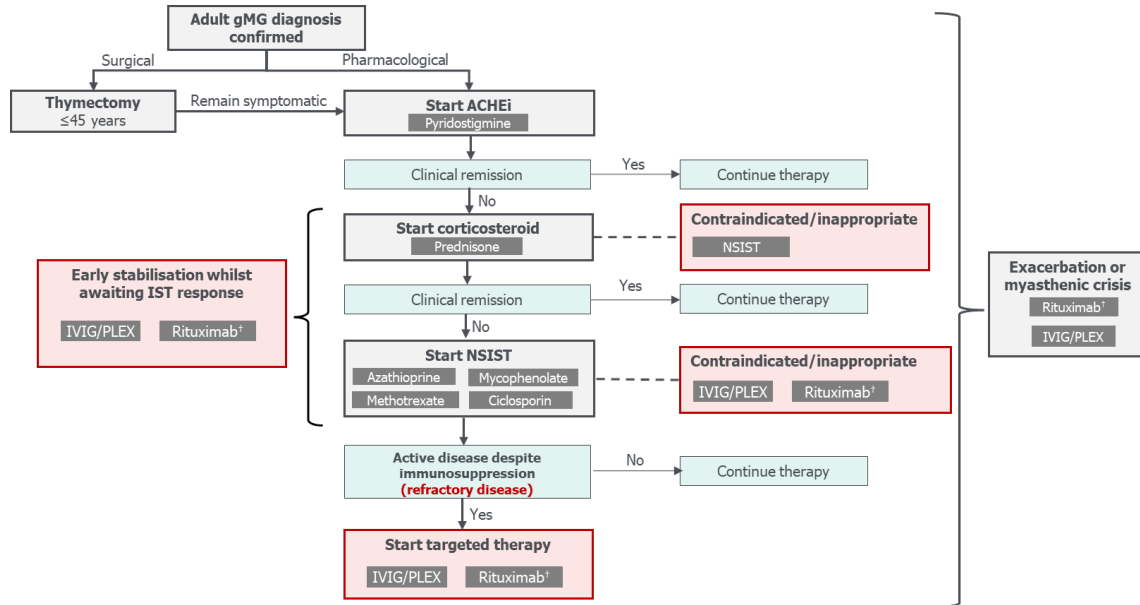 Adult gMG diagnosis
confirmed
Surgical
Pharmacological
Thymectomy
≤45 years
Remain symptomatic
Start ACHEi
Pyridostigmine
Clinical remission
Yes
Continue therapy
No
Start corticosteroid
Prednisone
Contraindicated/inappropriate
NSIST
Early stabilisation whilst
awaiting IST response
IVIG/PLEX
Rituximab†
Clinical remission
Yes
Continue therapy
No
Exacerbation or
myasthenic crisis
Rituximab†
IVIG/PLEX
Start NSIST
Azathioprine
Mycophenolate
Methotrexate
Ciclosporin
Contraindicated/inappropriate
IVIG/PLEX
Rituximab†
Active disease despite
immunosuppression
(refractory disease)
No
Continue therapy
Yes
Start targeted therapy
IVIG/PLEX
Rituximab†